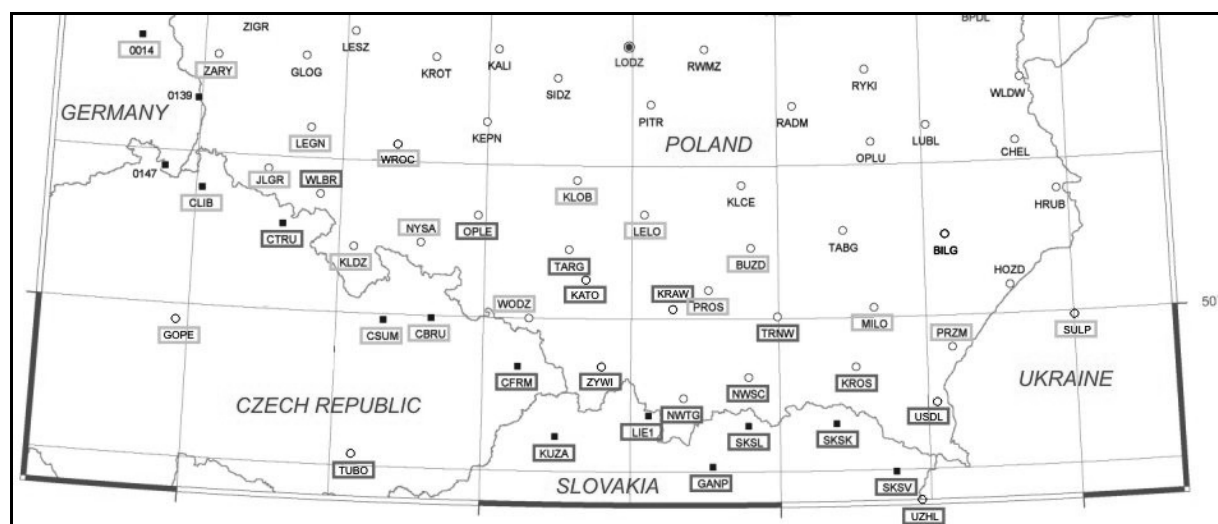 ZIGR
LESZ
BPDL
0014
ZARY
GLOG
KROT
KALI
LODZ
RWMZ
SIDZ
RYKI
WLDW
0139
GERMANY
PITR
RADM
LEGN
WROC
KEPN
POLAND
OPLU
LUBL
CHEL
0147
JLGR
WLBR
CLIB
KLOB
KLCE
HRUB
CTRU
NYSA
OPLE
LELO
TABG
BILG
KLDZ
TARG
BUZD
HOZD
KATO
KRAW
PROS
WODZ
50
GOPE
CSUM
CBRU
TRNW
MILO
PRZM
SULP
CFRM
ZYWI
NWSC
KROS
UKRAINE
CZECH REPUBLIC
NWTG
USDL
LIE1
KUZA
SKSL
SKSK
TUBO
SLOVAKIA
GANP
SKSV
UZHL